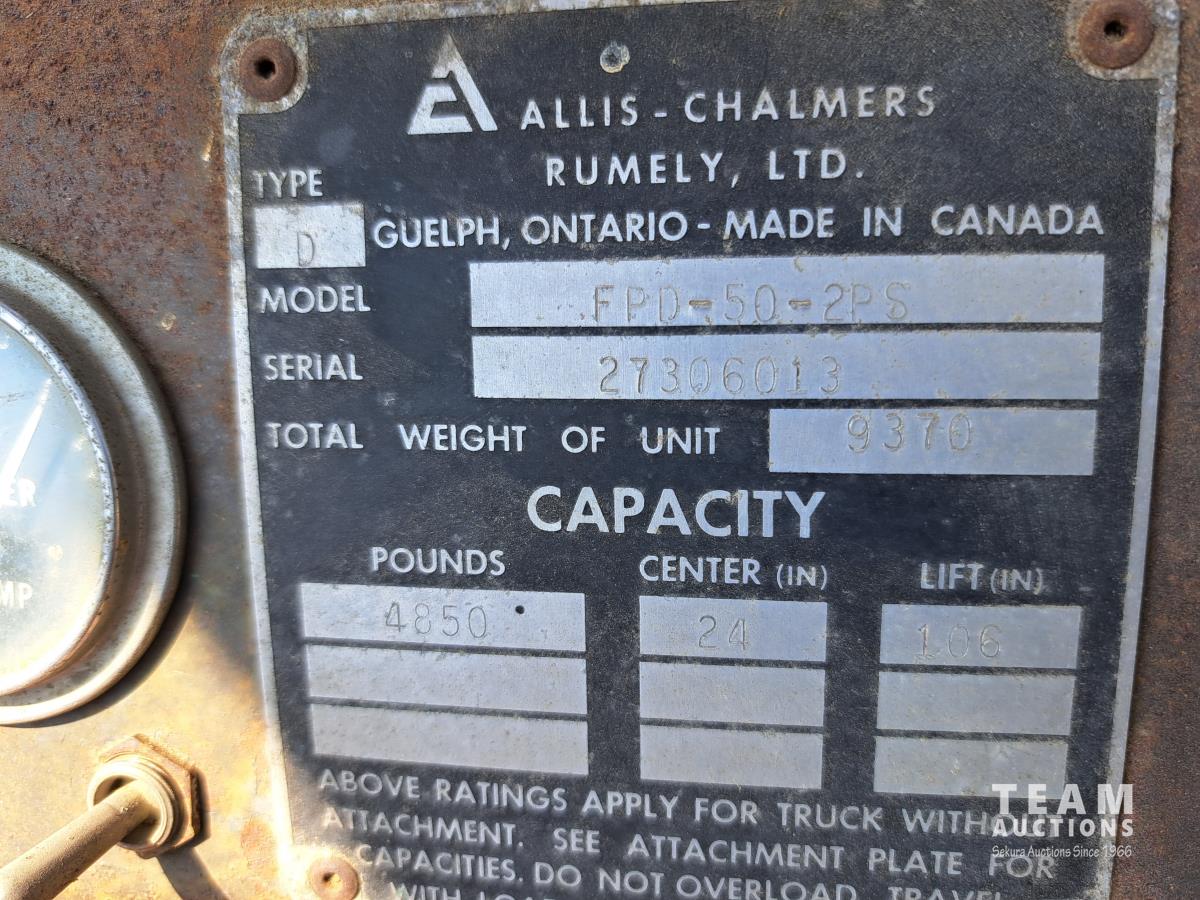 ALLIS-CHALMERS
RUMELY, LTD.
TYPE
D
GUELPH, ONTARIO - MADE IN CANADA
MODEL FPD-50-2PS
SERIAL 27306013
TOTAL WEIGHT OF UNIT 9370
CAPACITY
POUNDS CENTER (IN) LIFT (IN)
4850 24 106
ABOVE RATINGS APPLY FOR TRUCK
ATTACHMENT. SEE ATTACHMENT PLATE FOR
CAPACITIES. DO NOT OVERLOAD. TRAVEL
WITH
TEAM
AUCTIONS
Sekura Auctions Since 1966